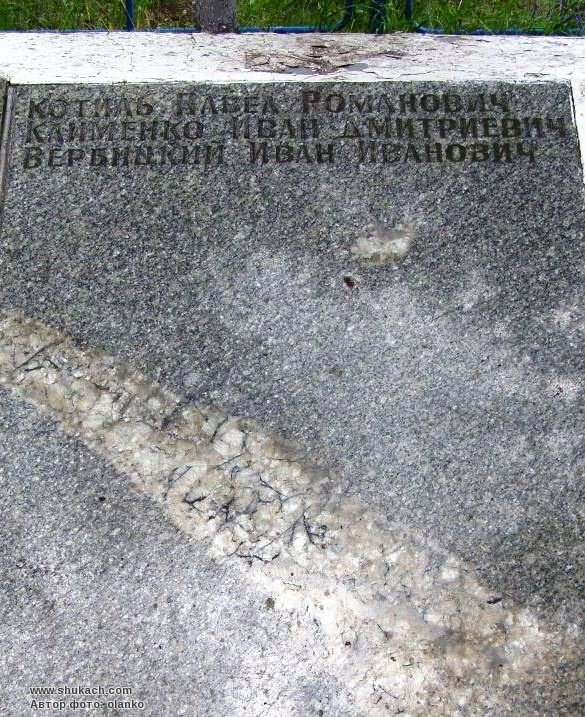 Котиль Павел Романович
Клименко Иван Дмитриевич
Вербицкий Иван Иванович
www.shukach.com
Автор фото- olanko